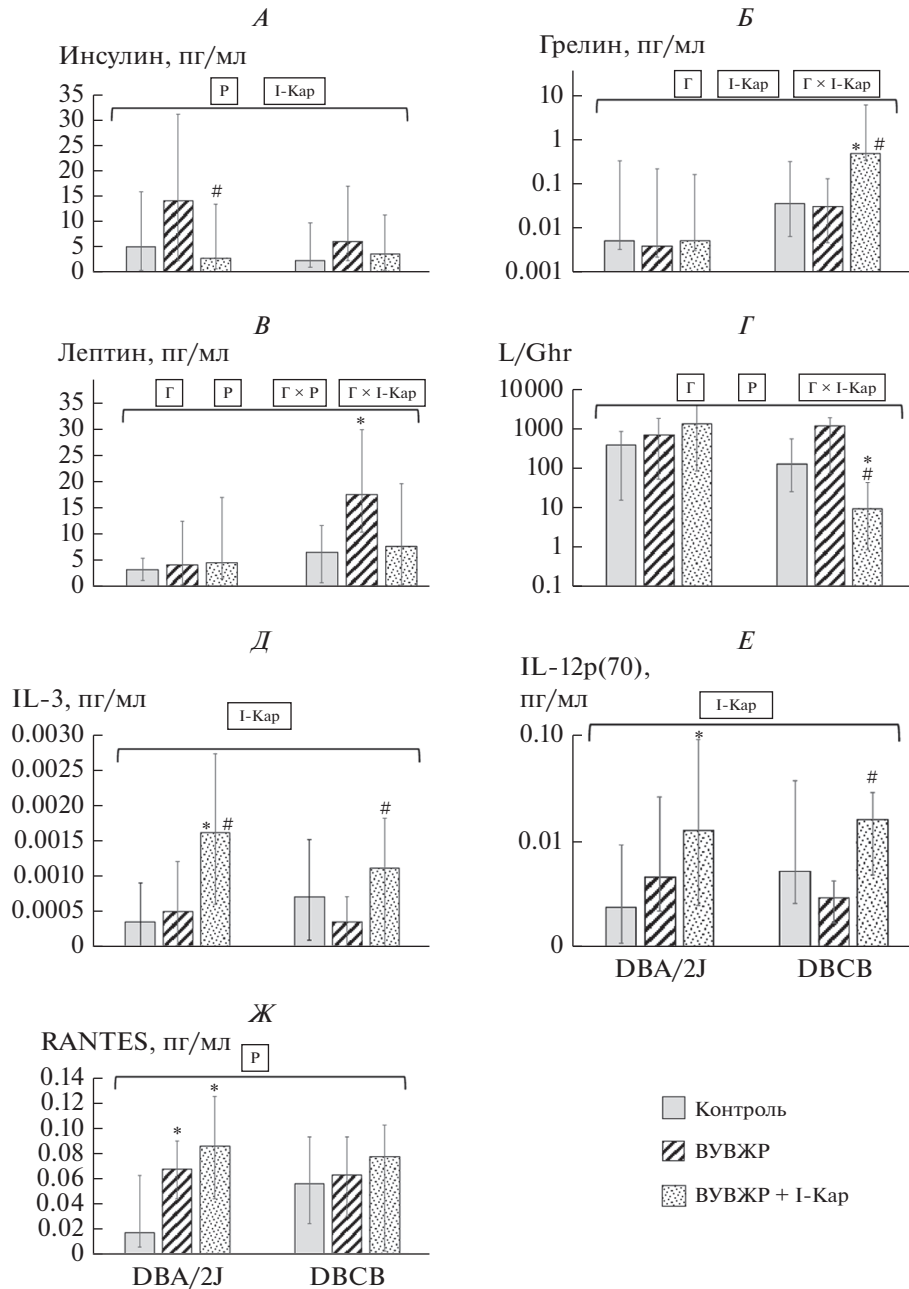 А
Инсулин, пг/мл
Р I-Кар
35
30
25
20
15
10
5
0
#
Б
Грелин, пг/мл
Г I-Кар Г × I-Кар
10
1
0.1
0.01
0.001
* #
В
Лептин, пг/мл
Г Р Г × Р Г × I-Кар
35
30
25
20
15
10
5
0
*
Г
L/Ghr
Г Р Г × I-Кар
10000
1000
100
10
1
0.1
*
#
Д
IL-3, пг/мл
I-Кар
0.0030
0.0025
0.0020
0.0015
0.0010
0.0005
0
* #
#
Е
IL-12p(70),
пг/мл
I-Кар
0.10
0.01
0
*
#
DBA/2J DBCB
Ж
RANTES, пг/мл
Р
0.14
0.12
0.10
0.08
0.06
0.04
0.02
0
*
*
DBA/2J DBCB
Контроль
ВУВЖР
ВУВЖР + I-Кар